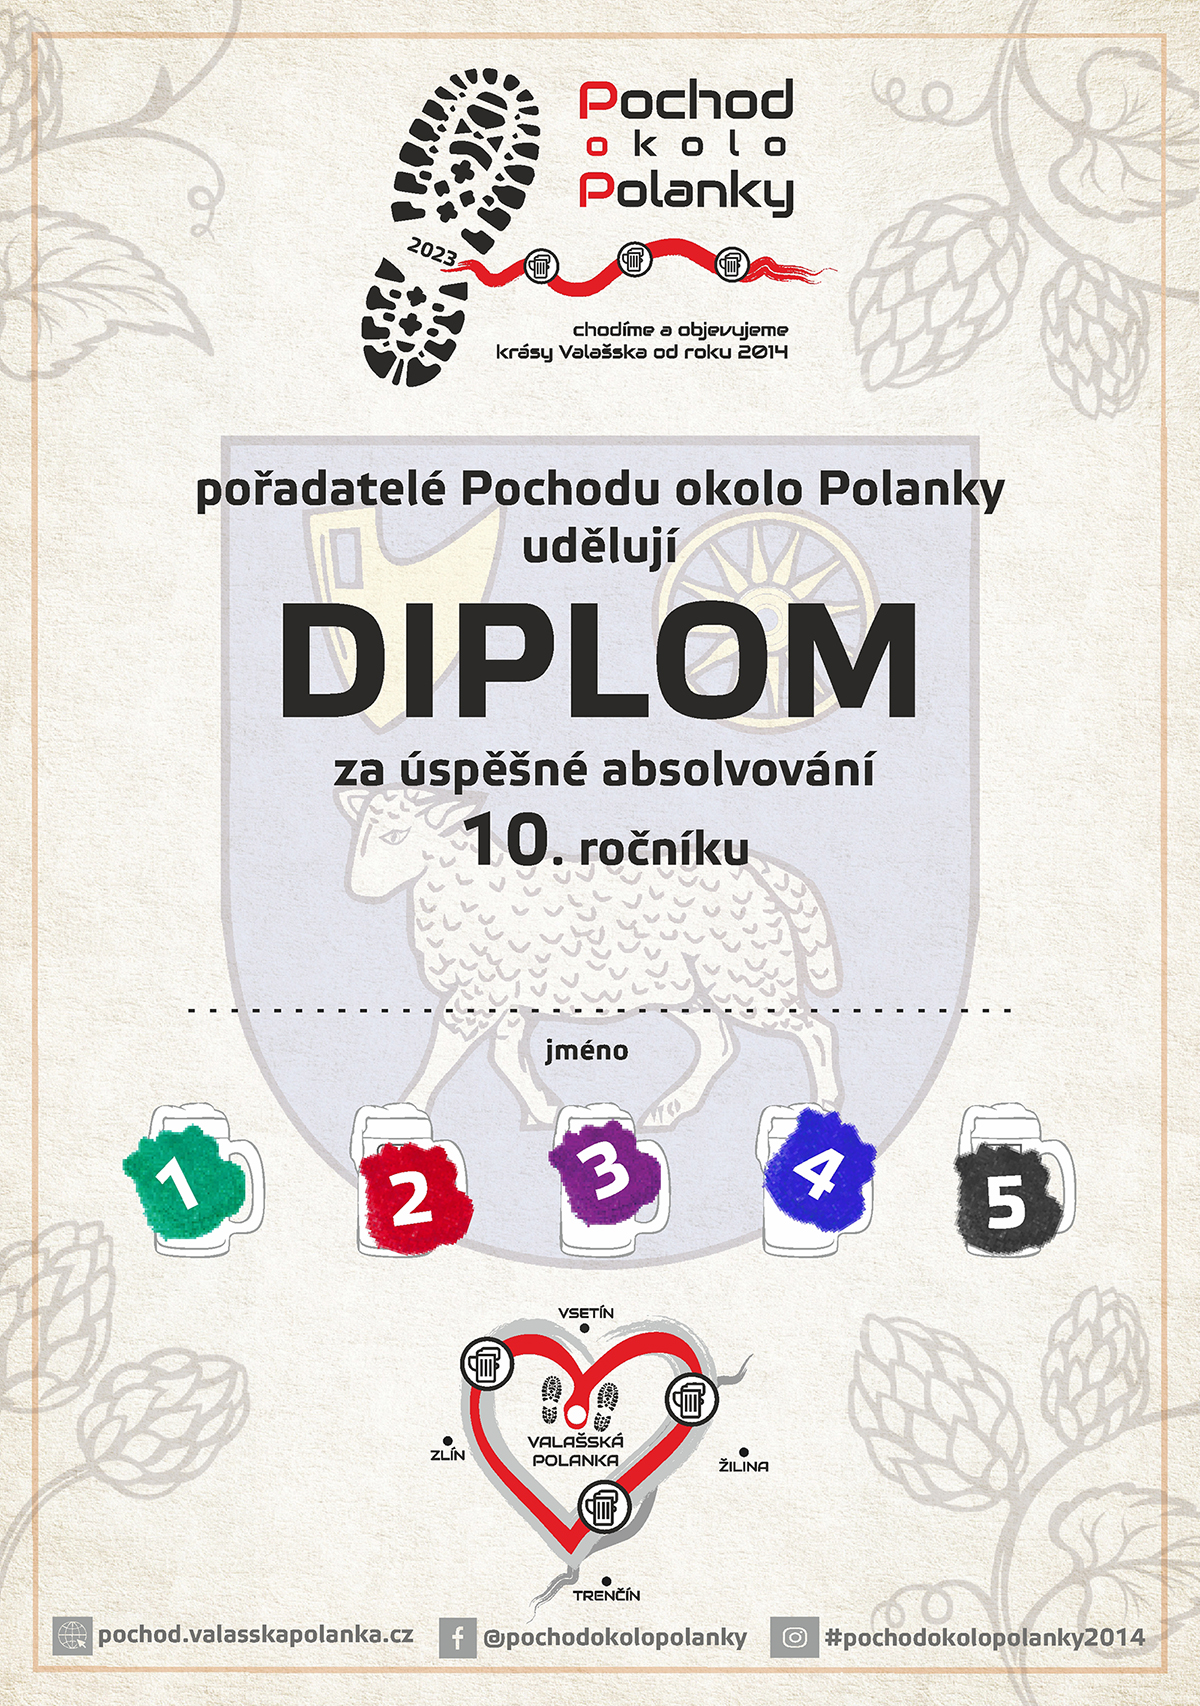 Pochod
okolo
Polanky
2023
chodíme a objevujeme
krásy Valašska od roku 2014
pořadatelé Pochodu okolo Polanky
udělují
DIPLOM
za úspěšné absolvování
10. ročníku
jméno
1 2 3 4 5
VSETÍN
VALAŠSKÁ
POLANKA
ZLÍN
ŽILINA
TRENČÍN
pochod.valasskapolanka.cz @pochodokolopolanky #pochodokolopolanky2014